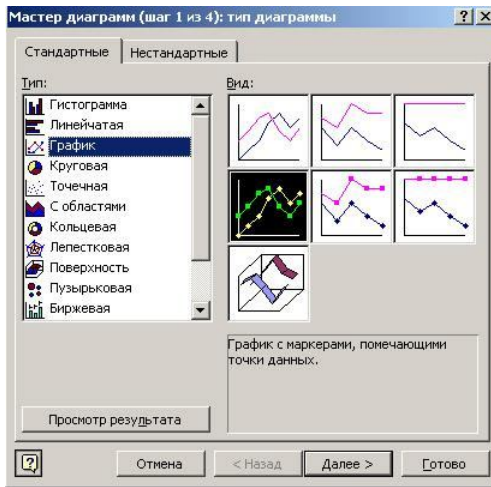 Мастер диаграмм (шаг 1 из 4): тип диаграммы
Стандартные
Нестандартные
Тип:
Вид:
Гистограмма
Линейчатая
График
Круговая
Точечная
С областями
Кольцевая
Лепестковая
Поверхность
Пузырьковая
Биржевая
График с маркерами, помечающими
точки данных.
Просмотр результата
Отмена
< Назад
Далее >
Готово